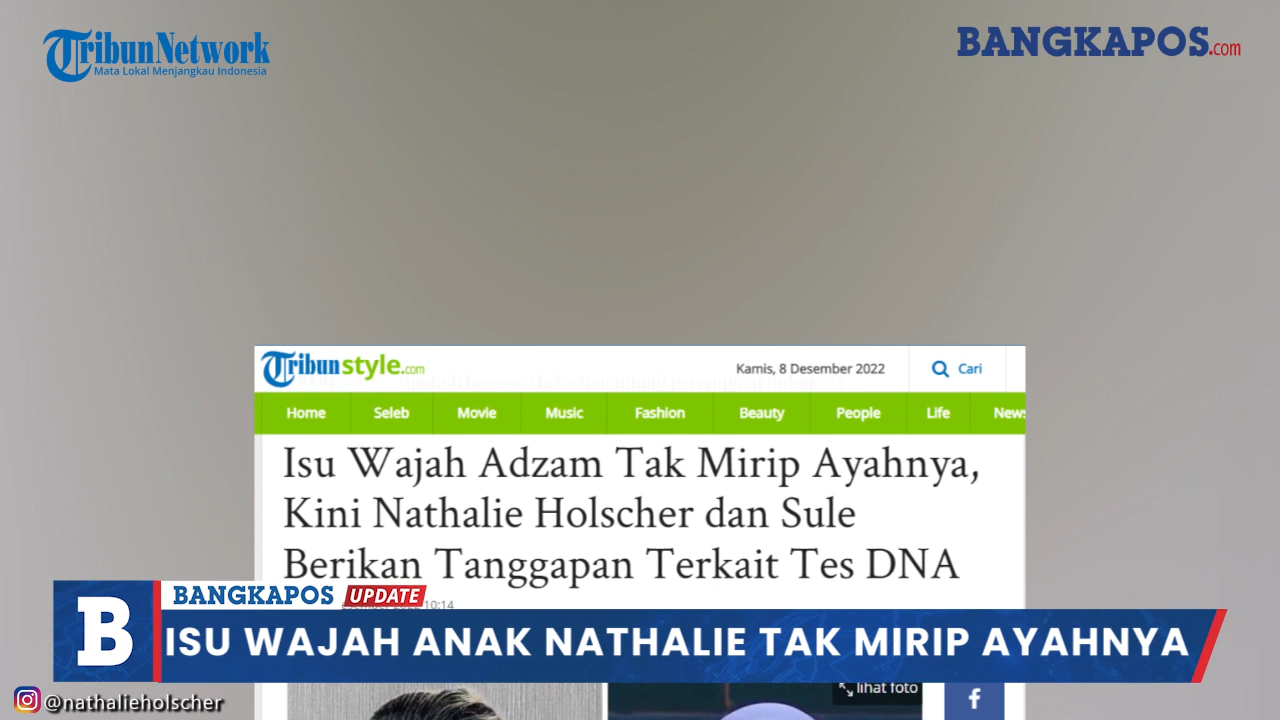 TribunNetwork
Mata Lokal Menjangkau Indonesia
BANGKAPOS.com
Tribunstyle.com
Kamis, 8 Desember 2022
Cari
Home Seleb Movie Music Fashion Beauty People Life News
Isu Wajah Adzam Tak Mirip Ayahnya,
Kini Nathalie Holscher dan Sule
Berikan Tanggapan Terkait Tes DNA
10:14
BANGKAPOS UPDATE
B
ISU WAJAH ANAK NATHALIE TAK MIRIP AYAHNYA
lihat foto
f
@nathalieholscher